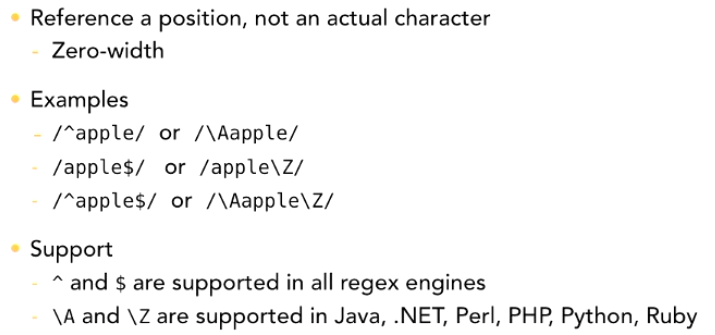 • Reference a position, not an actual character
- Zero-width
• Examples
- /^apple/ or /\Aapple/
- /apple$/ or /apple\Z/
- /^apple$/ or /\Aapple\Z/
• Support
- ^ and $ are supported in all regex engines
- \A and \Z are supported in Java, .NET, Perl, PHP, Python, Ruby